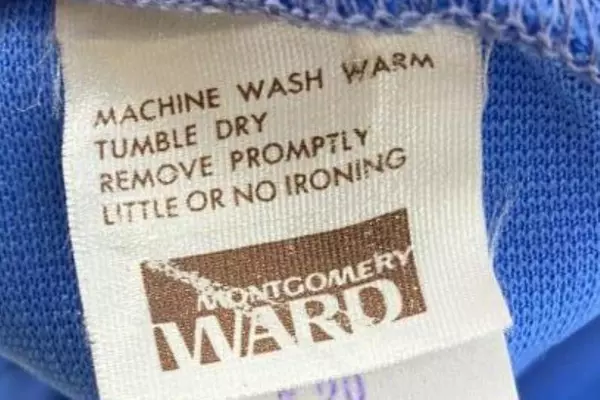 MACHINE WASH WARM
TUMBLE DRY
REMOVE PROMPTLY
LITTLE OR NO IRONING
MONTGOMERY
WARD